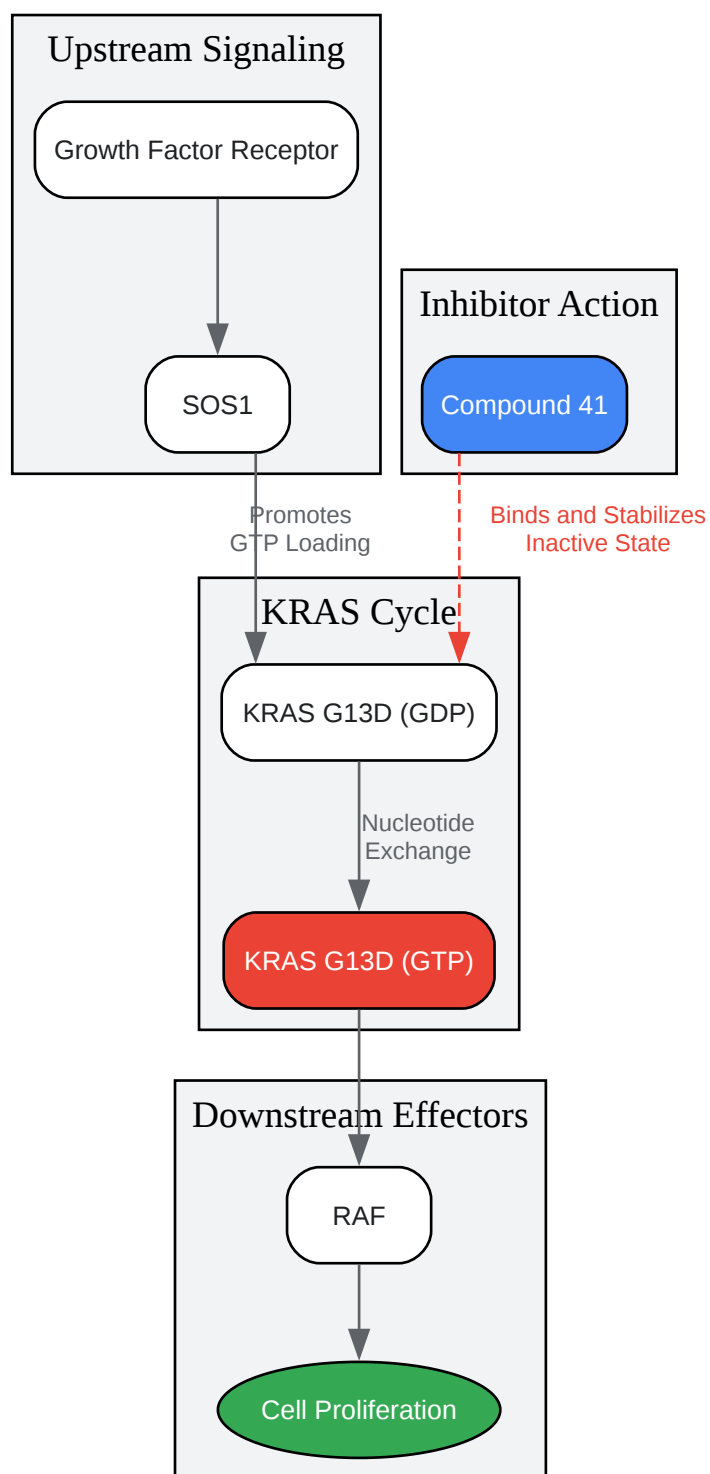 Upstream Signaling
Growth Factor Receptor
Inhibitor Action
SOS1
Compound 41
Promotes
GTP Loading
Binds and Stabilizes
Inactive State
KRAS Cycle
KRAS G13D (GDP)
Nucleotide
Exchange
KRAS G13D (GTP)
Downstream Effectors
RAF
Cell Proliferation